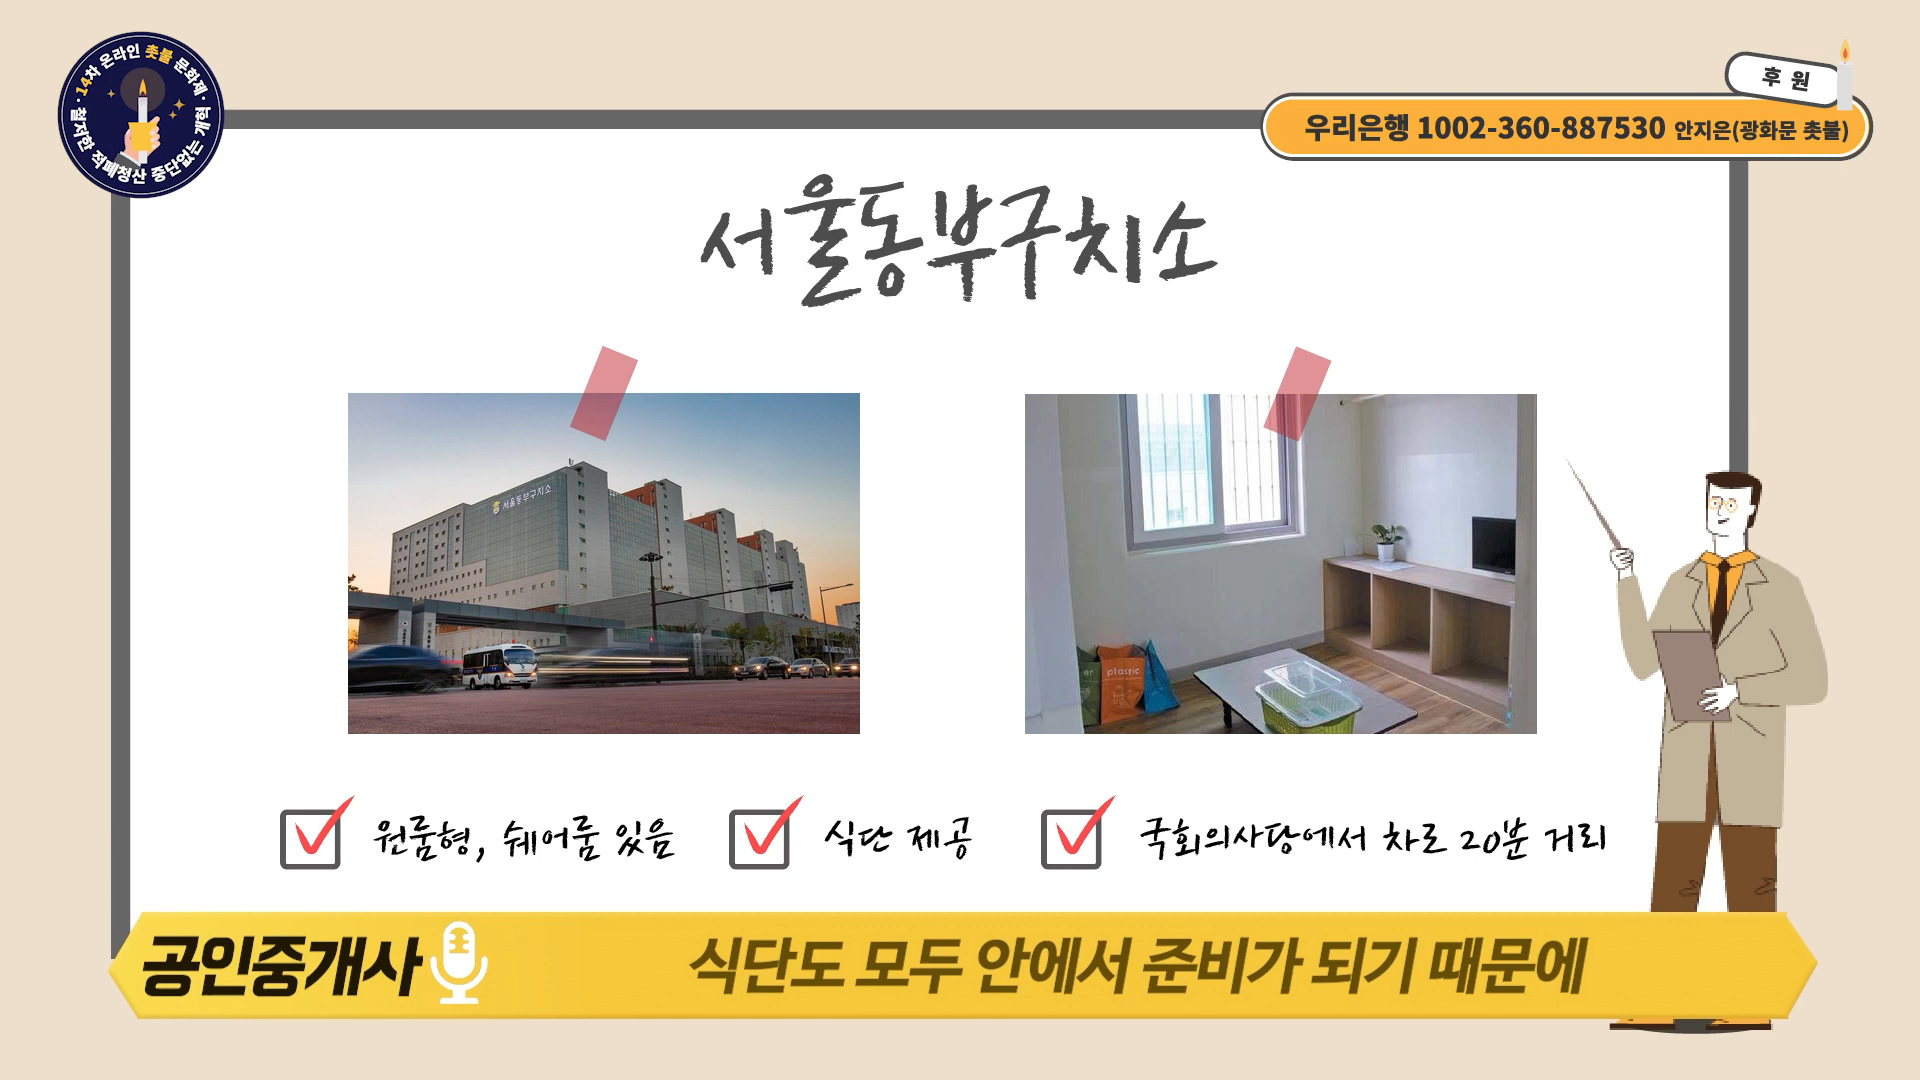 14차 온라인 촛불 문화제
철저한 적폐청산 중단없는 개혁
후 원
우리은행 1002-360-887530 안지은(광화문 촛불)
서울동부구치소
서울동부구치소
er
plastic
원룸형, 쉐어룸 있음
식단 제공
국회의사당에서 차로 20분 거리
공인중개사
식단도 모두 안에서 준비가 되기 때문에